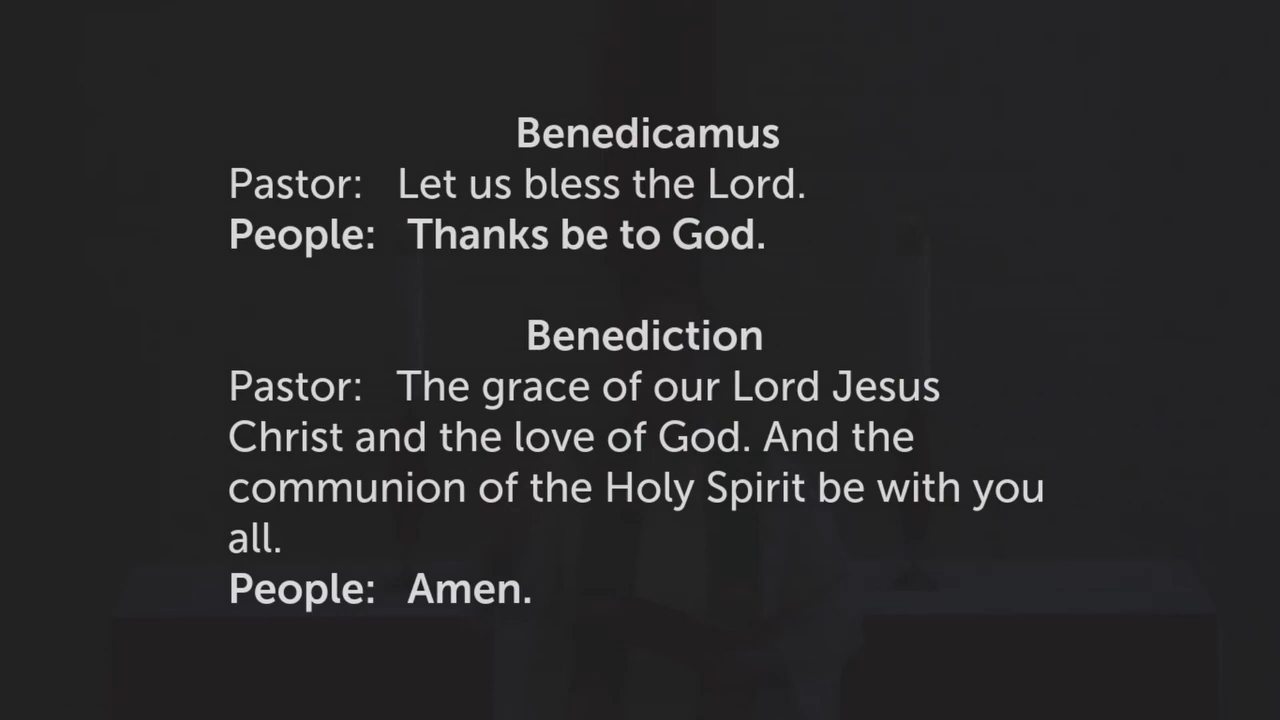 Benedicamus
Pastor: Let us bless the Lord.
People: Thanks be to God.
Benediction
Pastor: The grace of our Lord Jesus
Christ and the love of God. And the
communion of the Holy Spirit be with you
all.
People: Amen.